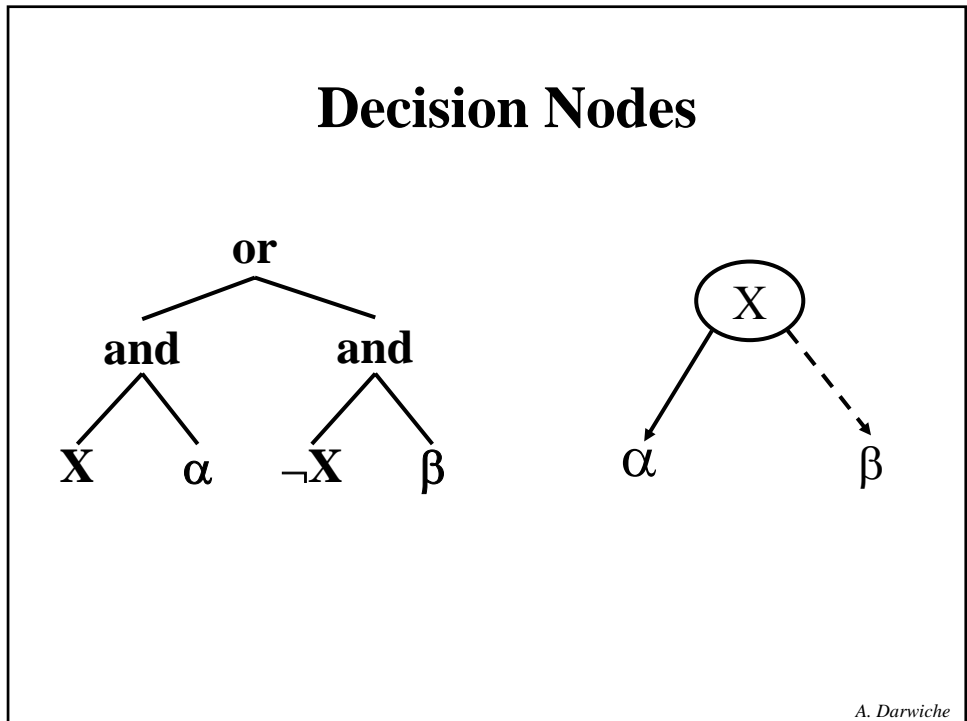 Decision Nodes
or
and and
X α ¬X β
X
α β
A. Darwiche